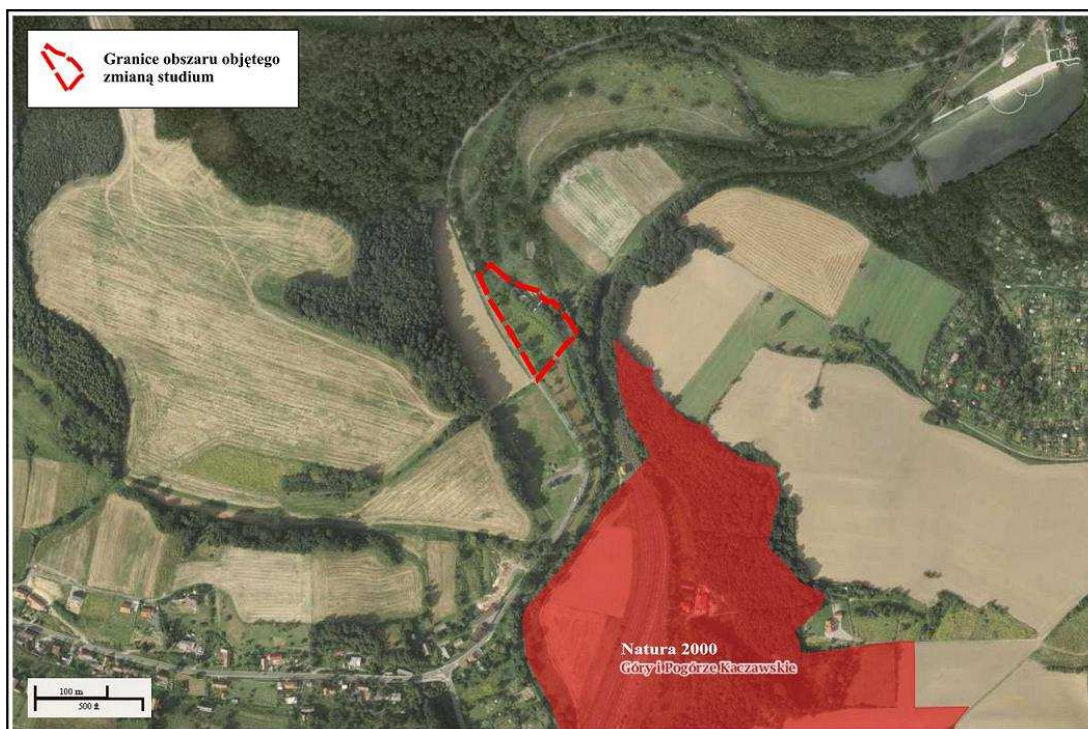 Granice obszaru objętego
zmianą studium
Natura 2000
Góry i Pogórze Kaczawskie
100 m
500 ft